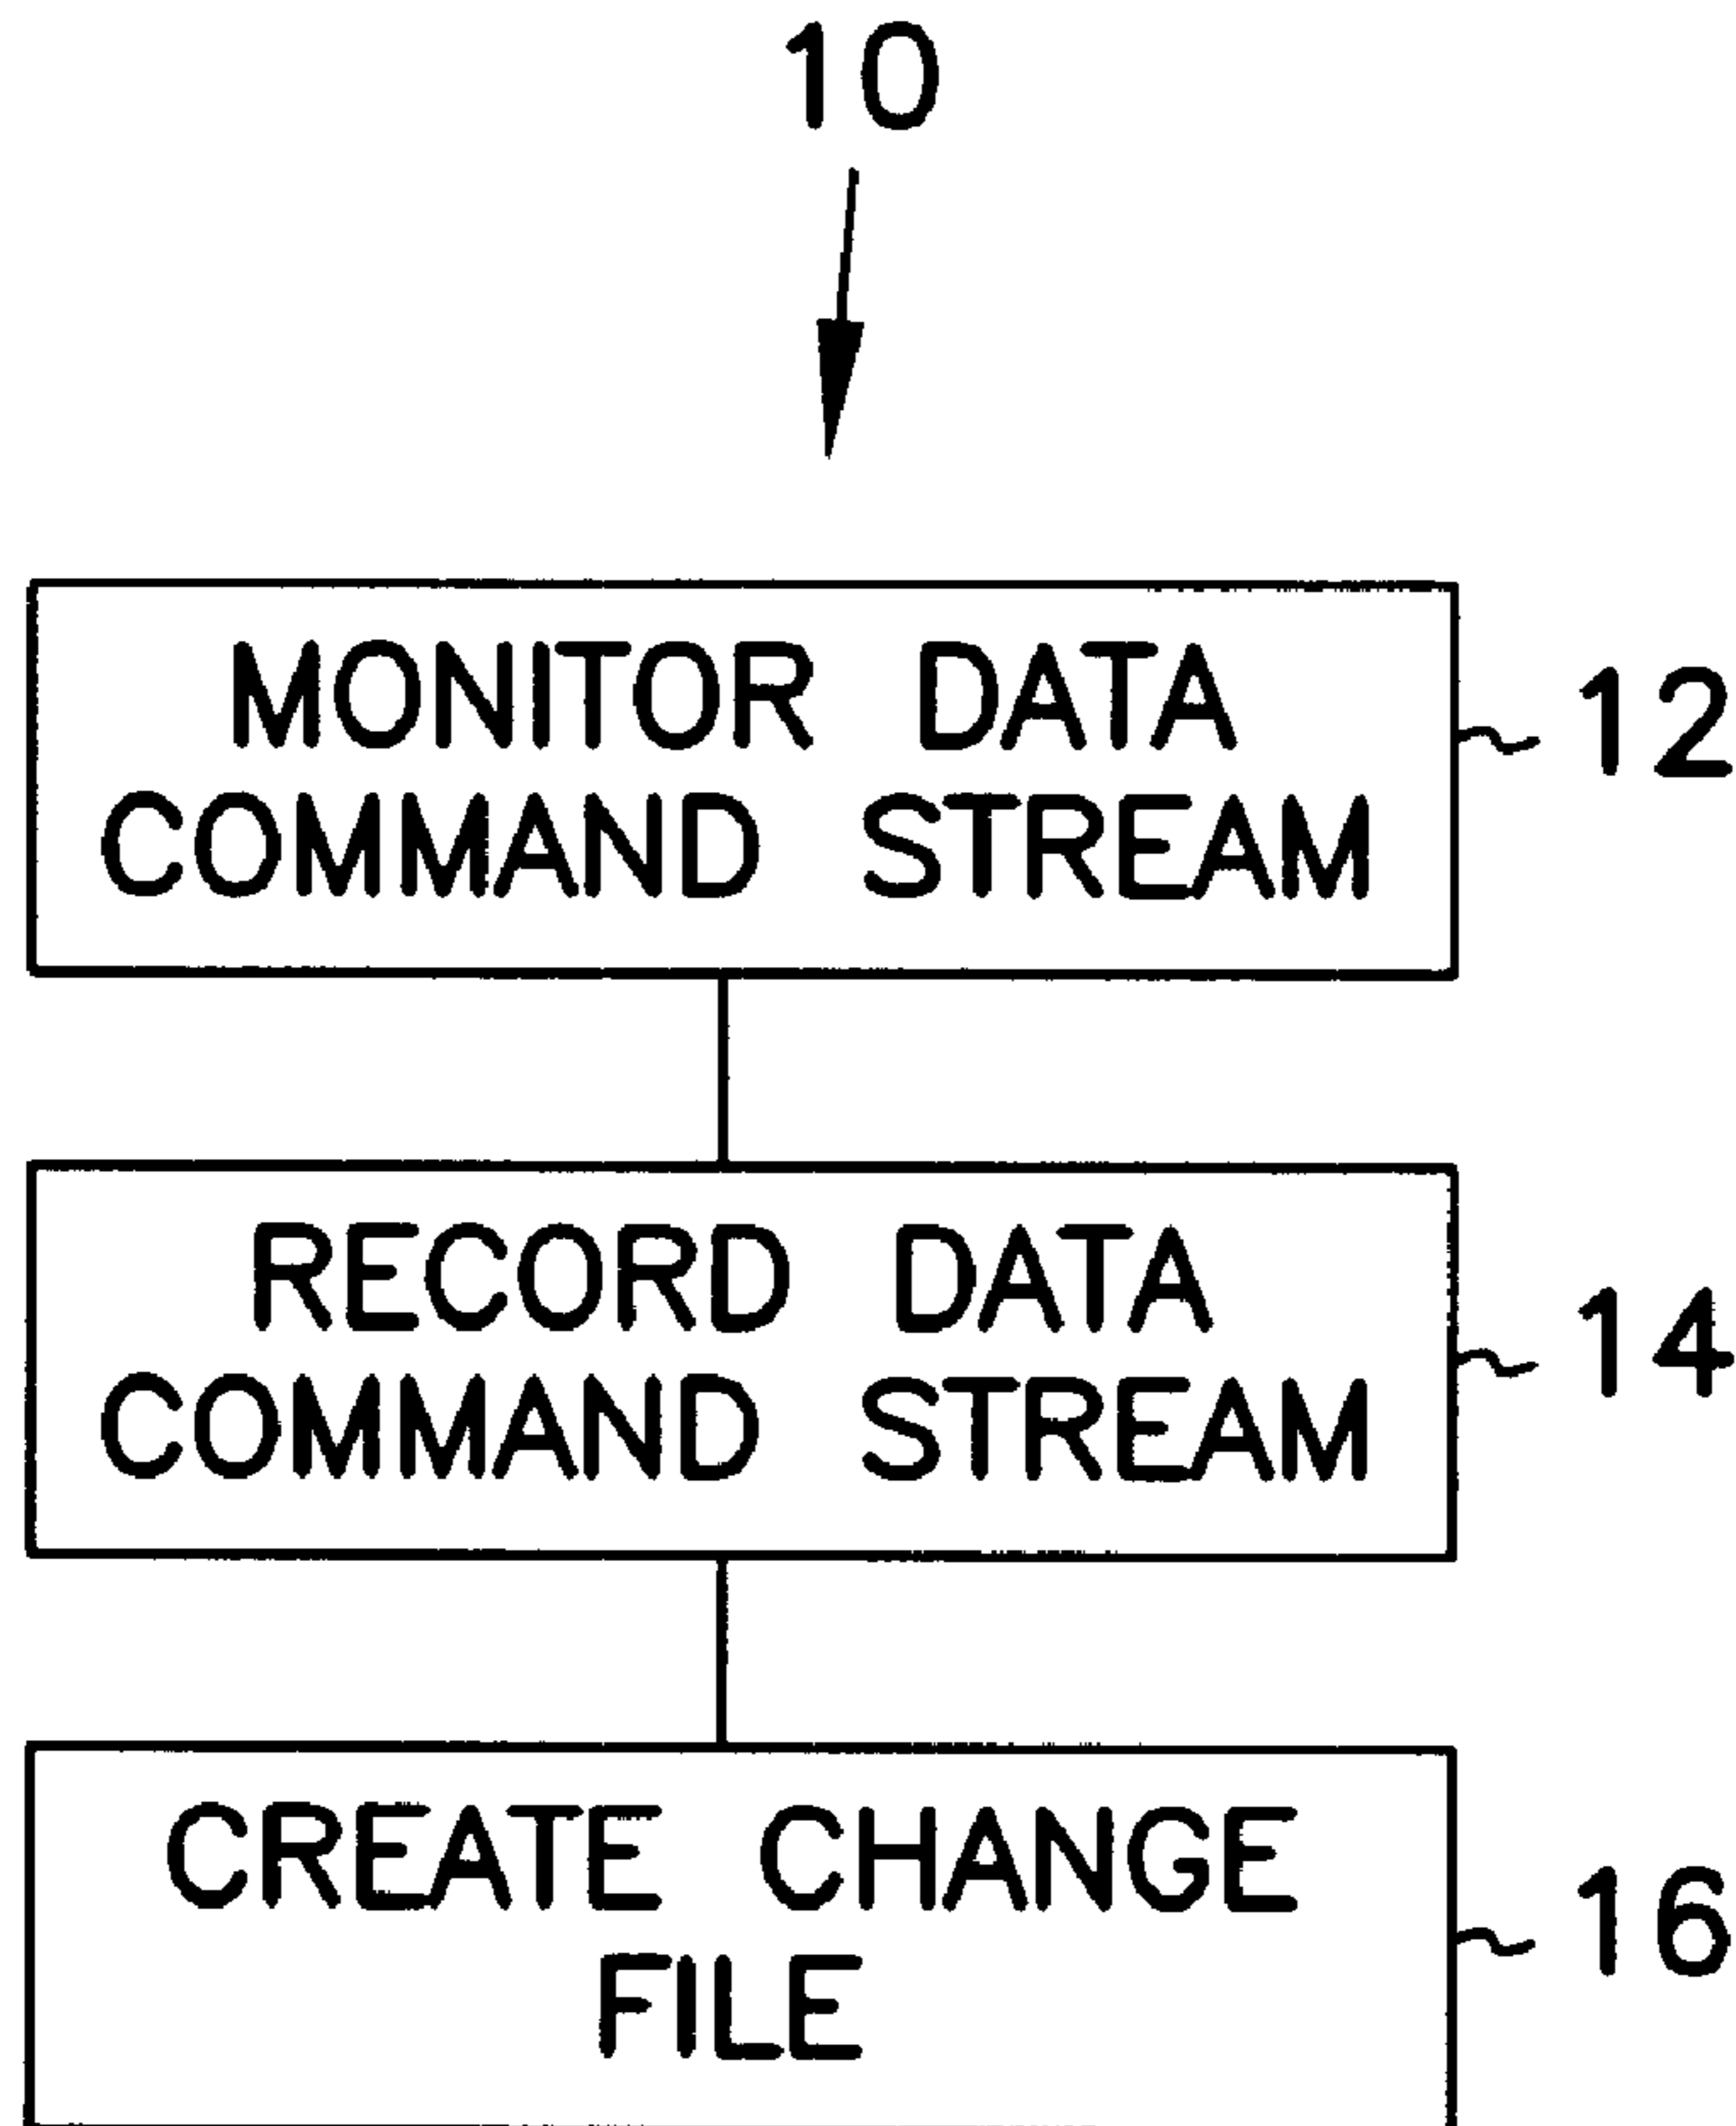 10
MONITOR DATA
COMMAND STREAM
12
RECORD DATA
COMMAND STREAM
14
CREATE CHANGE
FILE
16